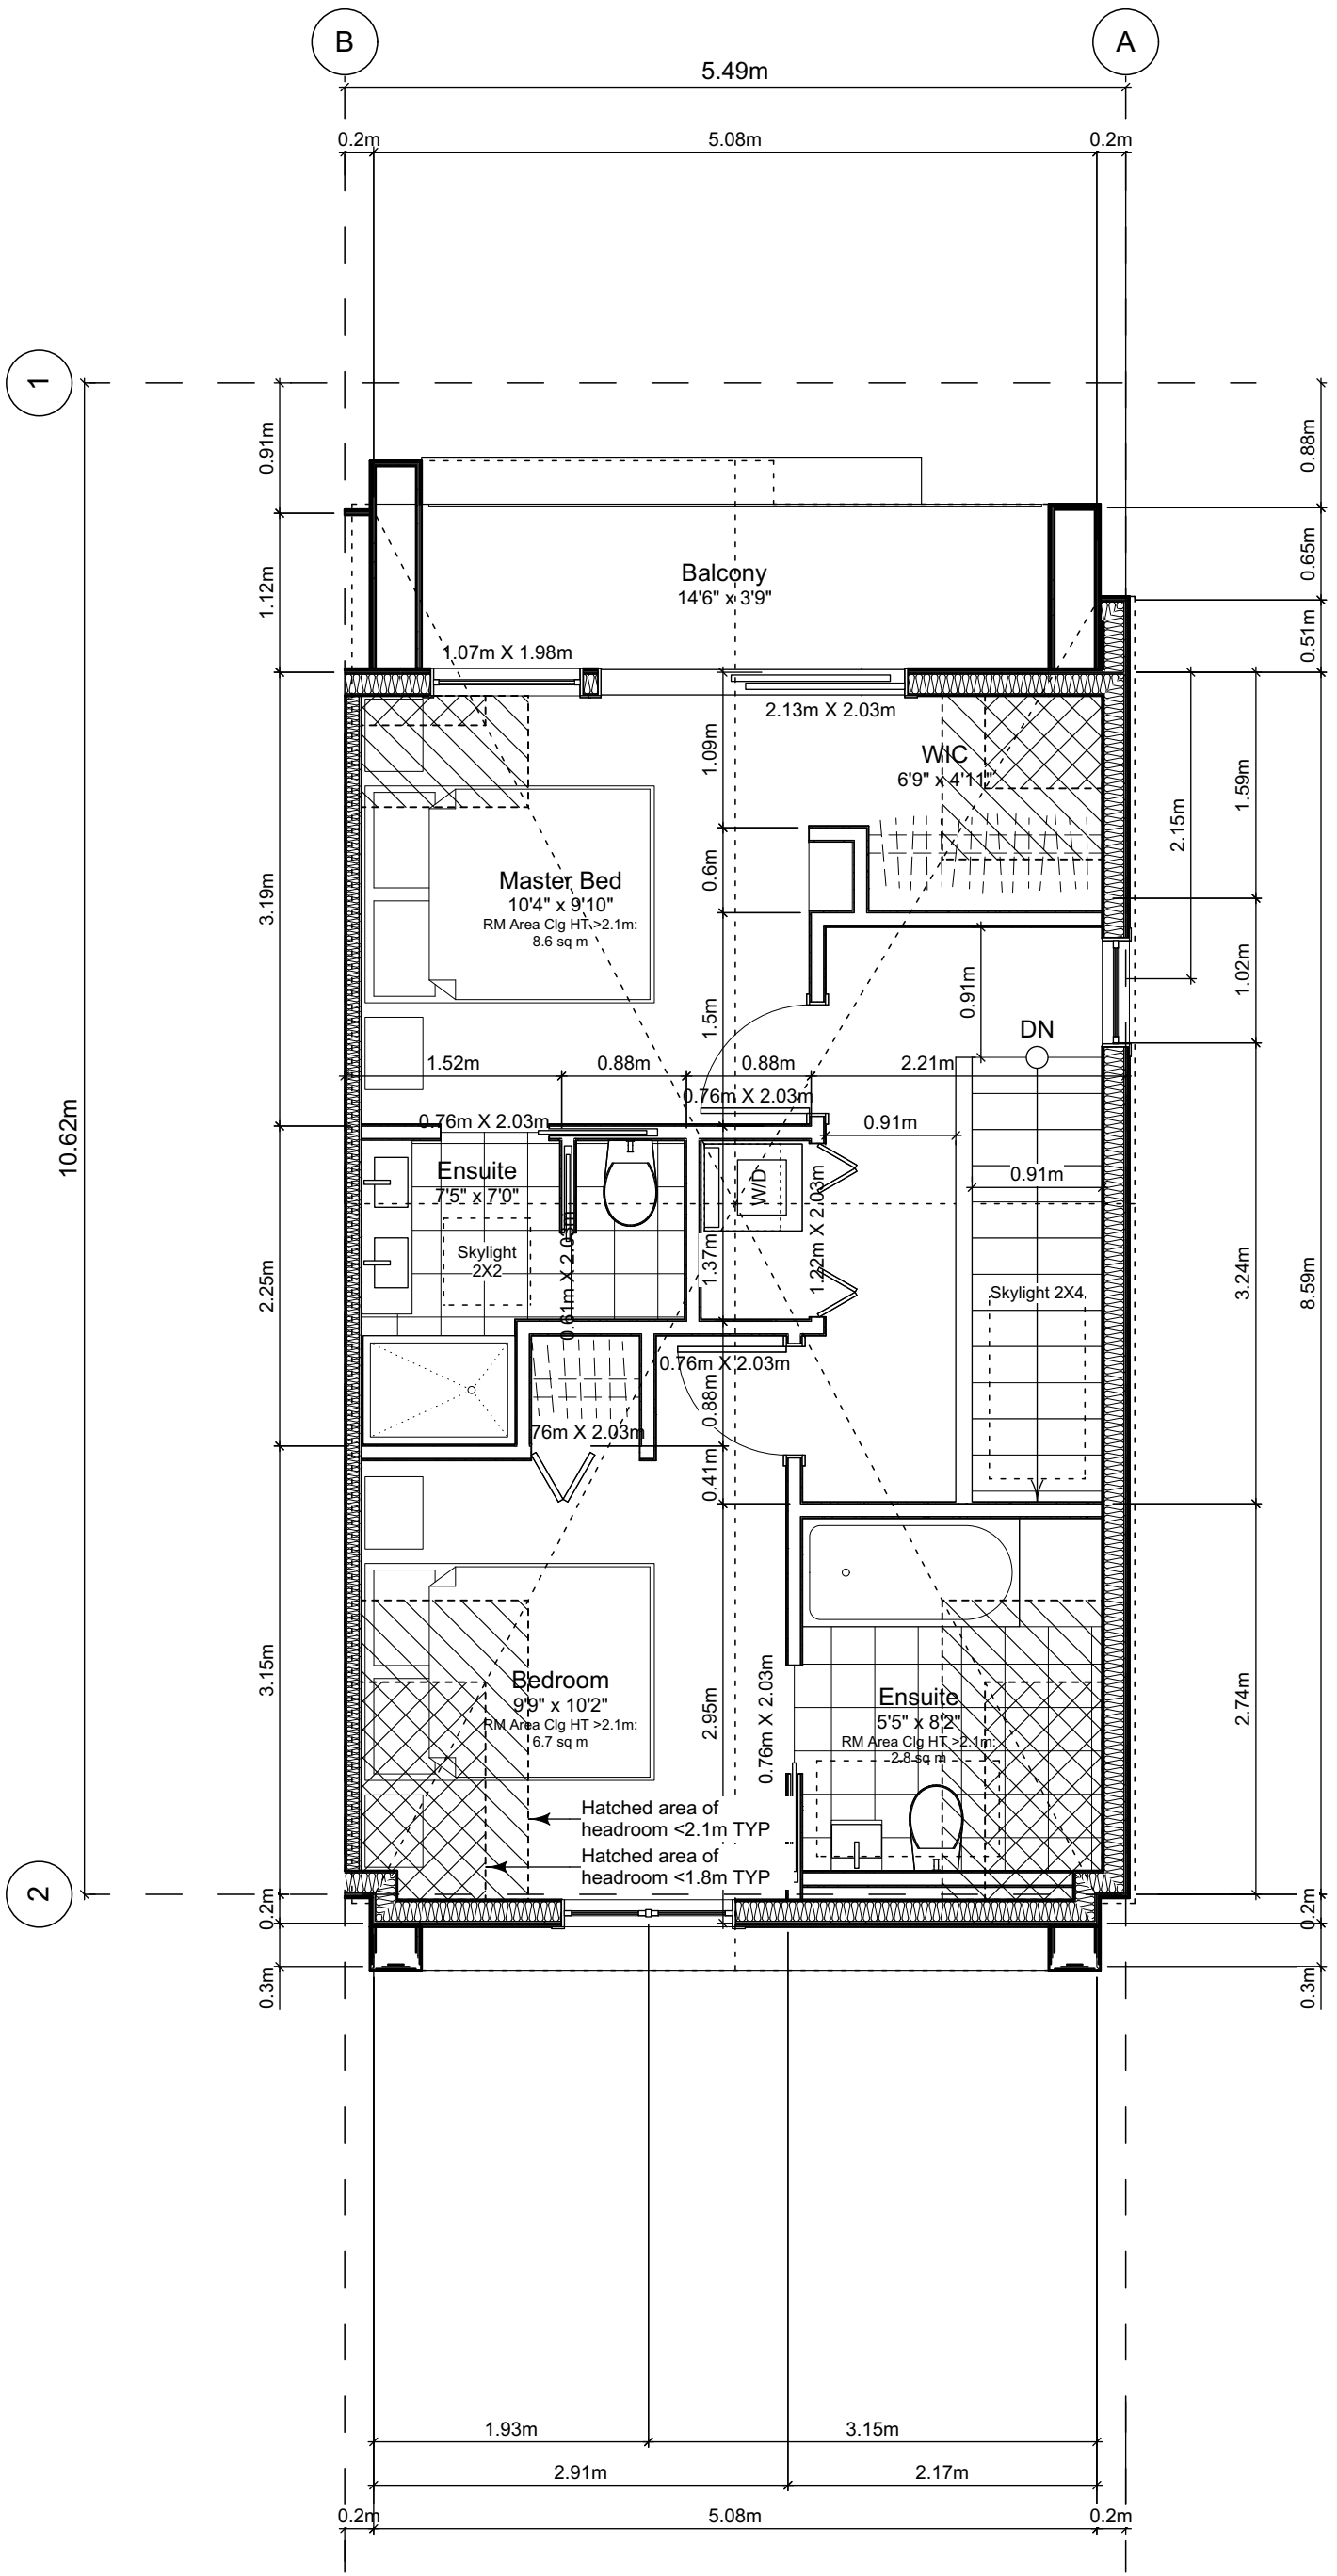 B
A
5.49m
0.2m
5.08m
0.2m
1
0.91m
0.88m
1.12m
0.65m
0.51m
Balcony
14'6" x 3'9"
1.07m X 1.98m
2.13m X 2.03m
1.09m
WIC
6'9" x 4'11"
1.59m
2.15m
0.6m
Master Bed
10'4" x 9'10"
RM Area Clg HT >2.1m:
8.6 sq m
3.19m
0.91m
1.02m
1.5m
DN
1.52m
0.88m
0.88m
2.21m
0.76m X 2.03m
0.76m X 2.03m
0.91m
10.62m
Ensuite
7'5" x 7'0"
W/D
0.91m
1.22m X 2.03m
Skylight
2X2
0.61m X 2.03m
1.37m
2.25m
Skylight 2X4
3.24m
8.59m
0.76m X 2.03m
0.88m
76m X 2.03m
0.41m
3.15m
Bedroom
9'9" x 10'2"
RM Area Clg HT >2.1m:
6.7 sq m
2.95m
0.76m X 2.03m
Ensuite
5'5" x 8'2"
RM Area Clg HT >2.1m:
2.8 sq m
2.74m
Hatched area of
headroom <2.1m TYP
Hatched area of
headroom <1.8m TYP
2
0.2m
0.2m
0.3m
0.3m
1.93m
3.15m
2.91m
2.17m
0.2m
5.08m
0.2m